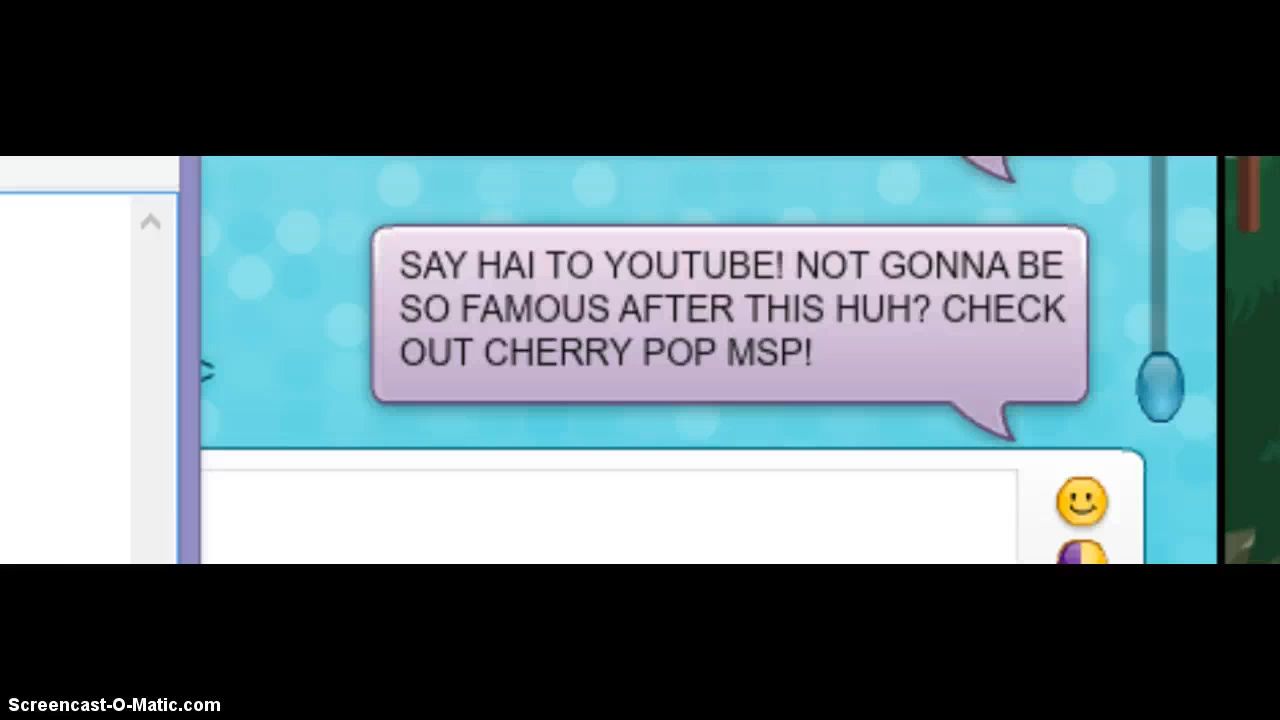 SAY HAI TO YOUTUBE! NOT GONNA BE
SO FAMOUS AFTER THIS HUH? CHECK
OUT CHERRY POP MSP!
Screencast-O-Matic.com